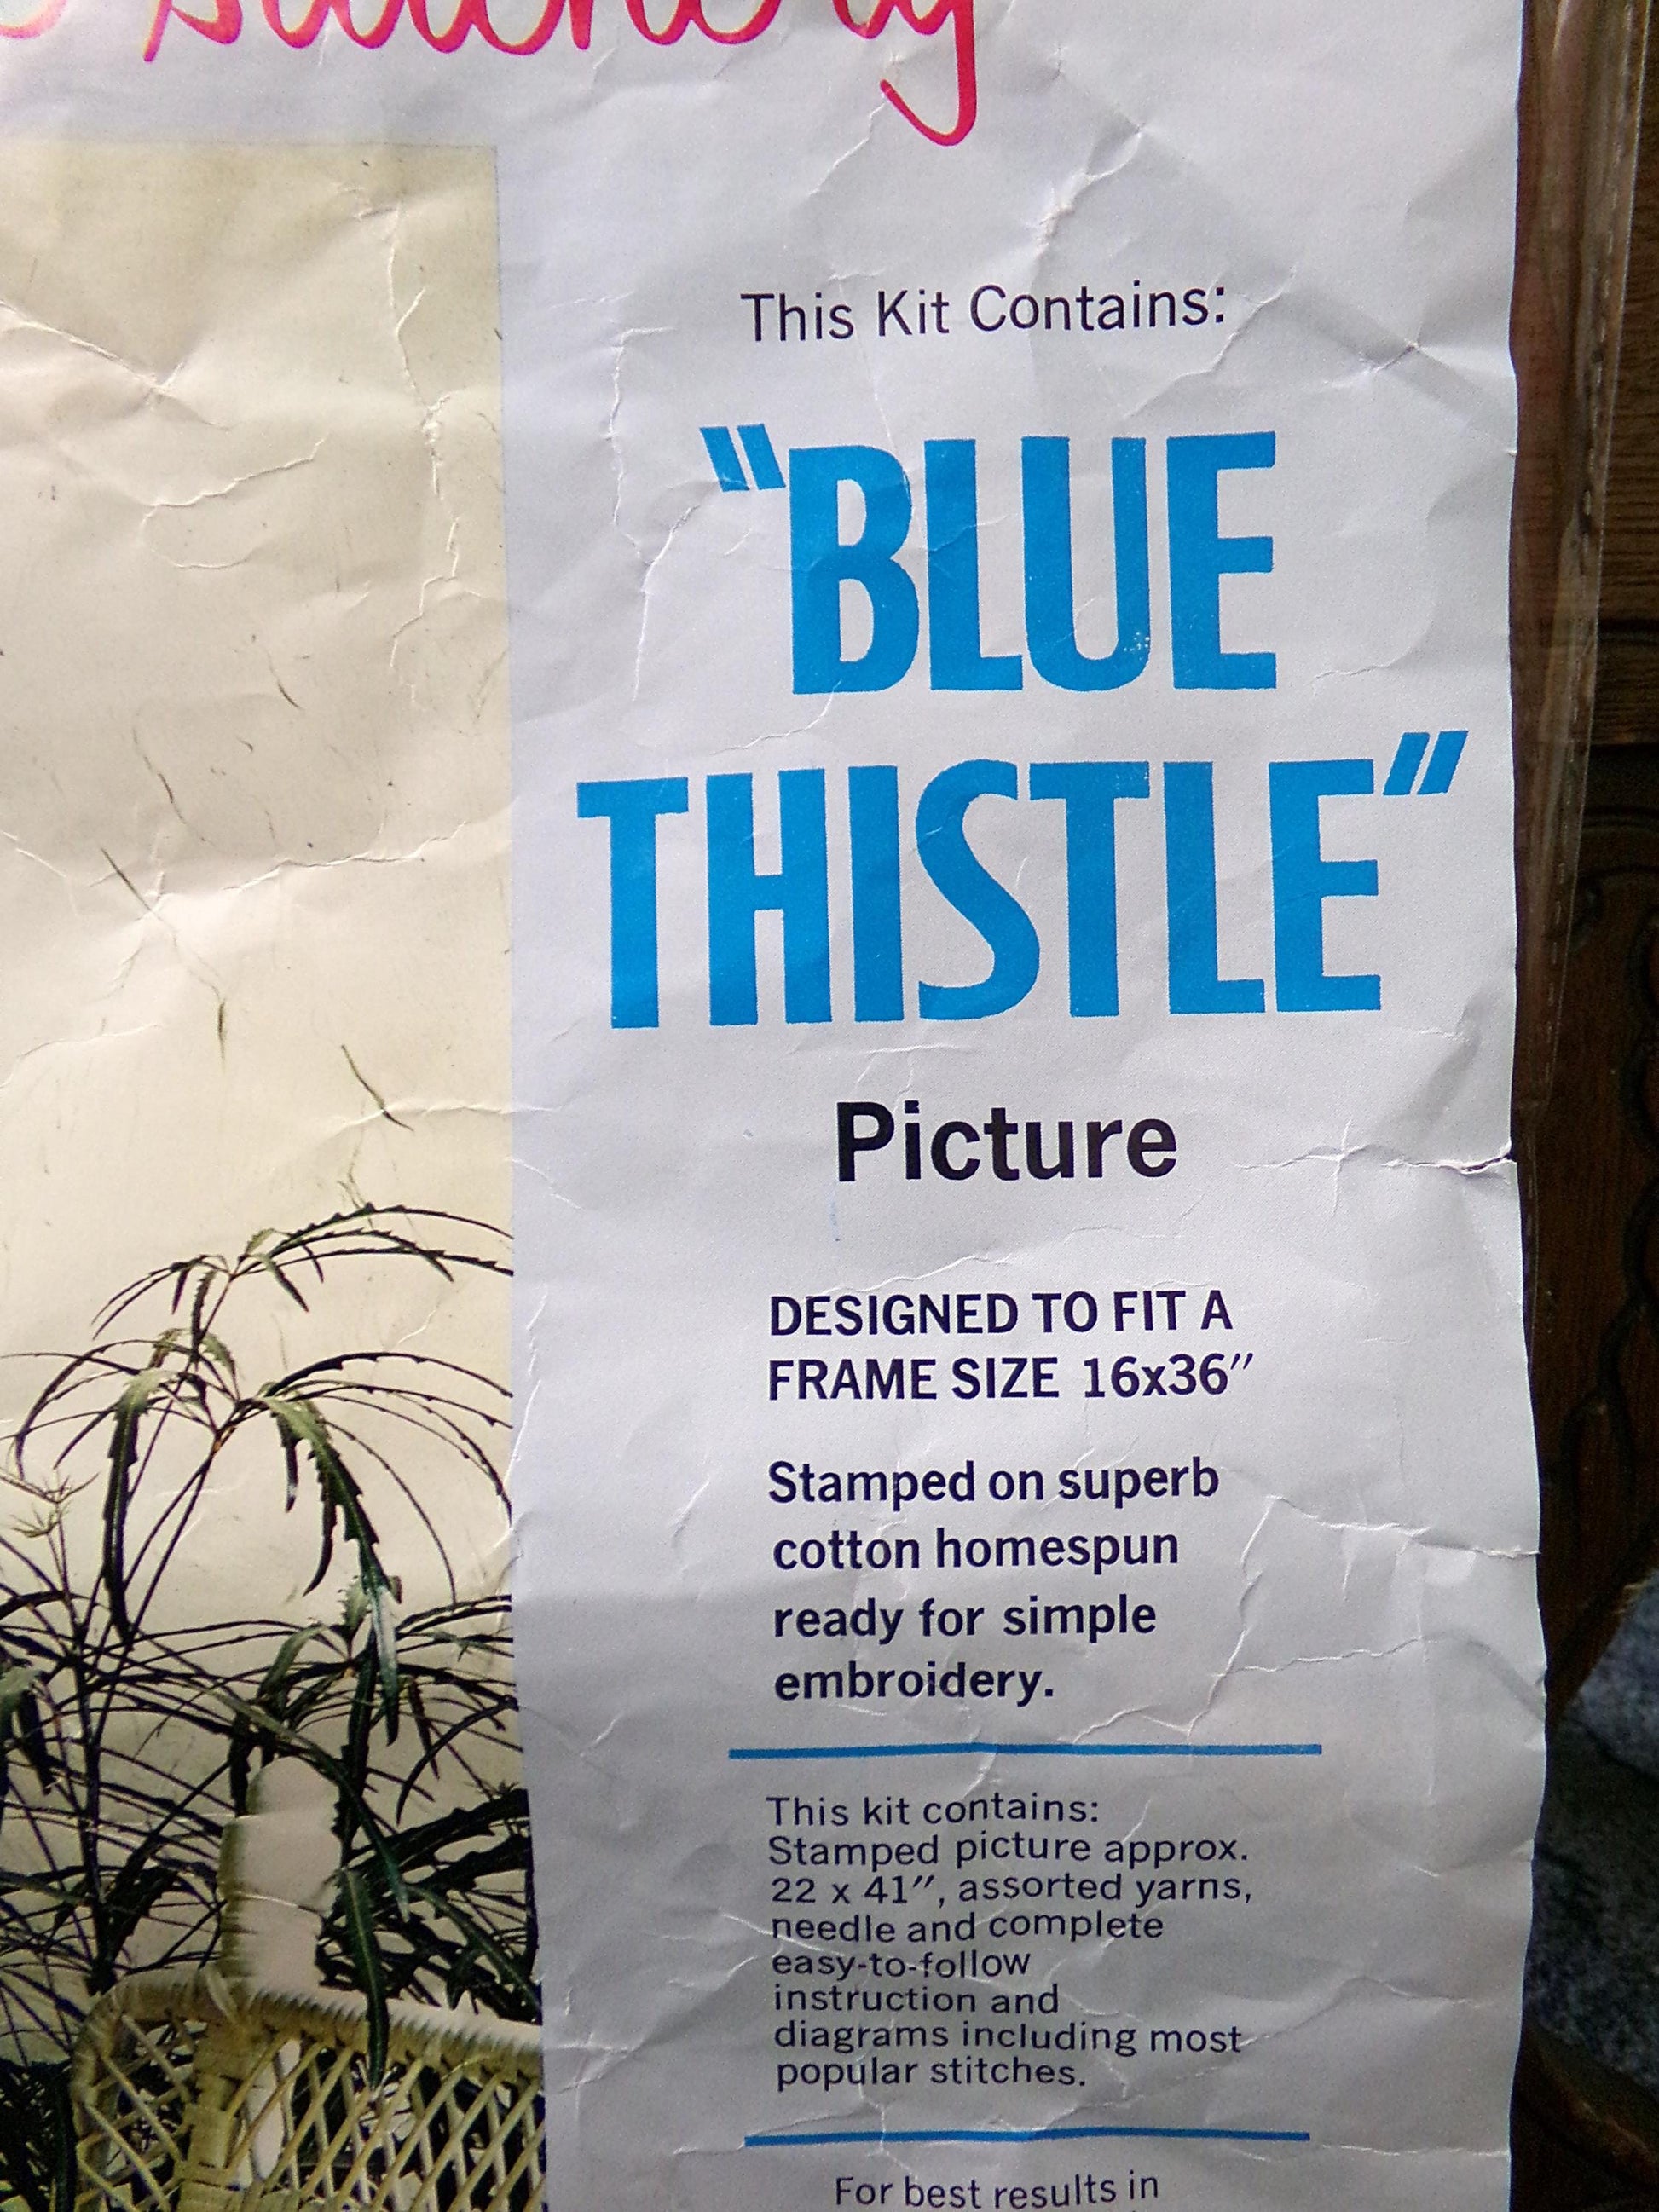 stitchery
This Kit Contains:
"BLUE
THISTLE"
Picture
DESIGNED TO FIT A
FRAME SIZE 16x36"
Stamped on superb
cotton homespun
ready for simple
embroidery.
This kit contains:
Stamped picture approx.
22 x 41", assorted yarns,
needle and complete
easy-to-follow
instruction and
diagrams including most
popular stitches.
For best results in